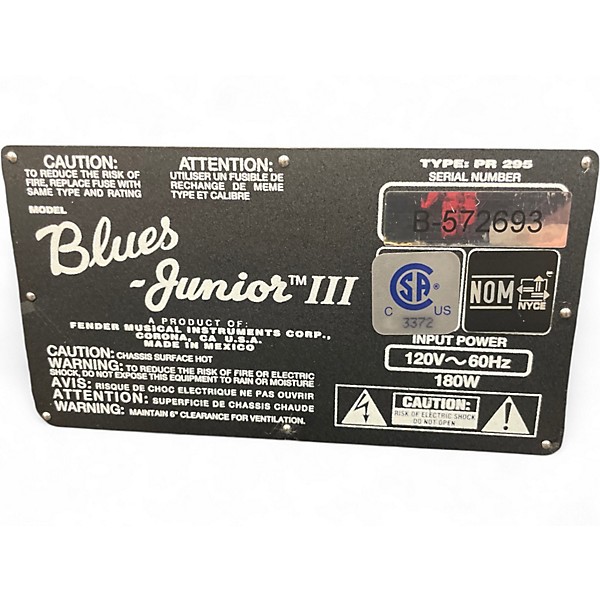 CAUTION:
TO REDUCE THE RISK OF
FIRE, REPLACE FUSE WITH
SAME TYPE AND RATING
ATTENTION:
UTILISER UN FUSIBLE DE
RECHANGE DE MEME
TYPE ET CALIBRE
TYPE: PR 295
SERIAL NUMBER
B-572693
MODEL
Blues
-Junior™ III
A PRODUCT OF:
FENDER MUSICAL INSTRUMENTS CORP.,
CORONA, CA U.S.A.
MADE IN MEXICO
CSA
C US
3372
NOM
NYCE
INPUT POWER
120V~60Hz
180W
CAUTION: CHASSIS SURFACE HOT
WARNING: TO REDUCE THE RISK OF FIRE OR ELECTRIC
SHOCK, DO NOT EXPOSE THIS EQUIPMENT TO RAIN OR MOISTURE
AVIS: RISQUE DE CHOC ELECTRIQUE NE PAS OUVRIR
ATTENTION: SUPERFICIE DE CHASSIS CHAUDE
WARNING: MAINTAIN 6" CLEARANCE FOR VENTILATION.
CAUTION:
RISK OF ELECTRIC SHOCK
DO NOT OPEN